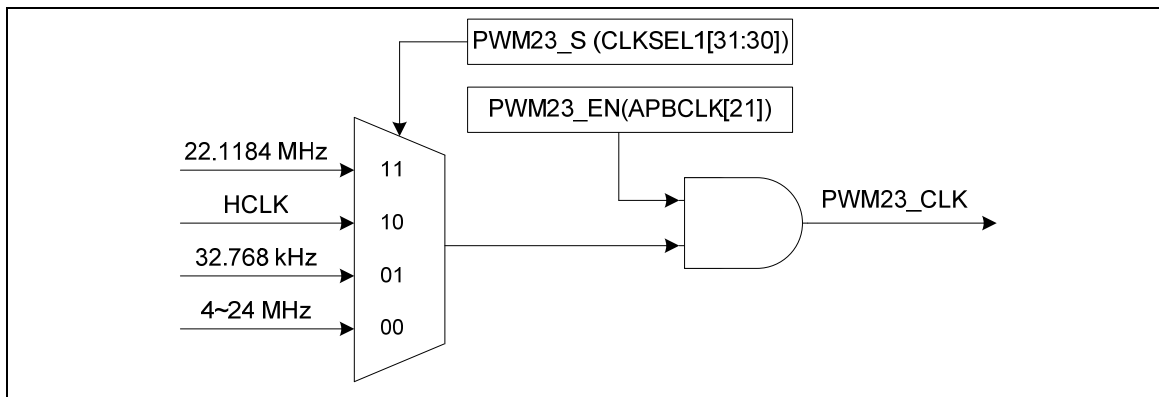 PWM23_S (CLKSEL1[31:30])
PWM23_EN(APBCLK[21])
22.1184 MHz
11
HCLK
10
32.768 kHz
01
4~24 MHz
00
PWM23_CLK